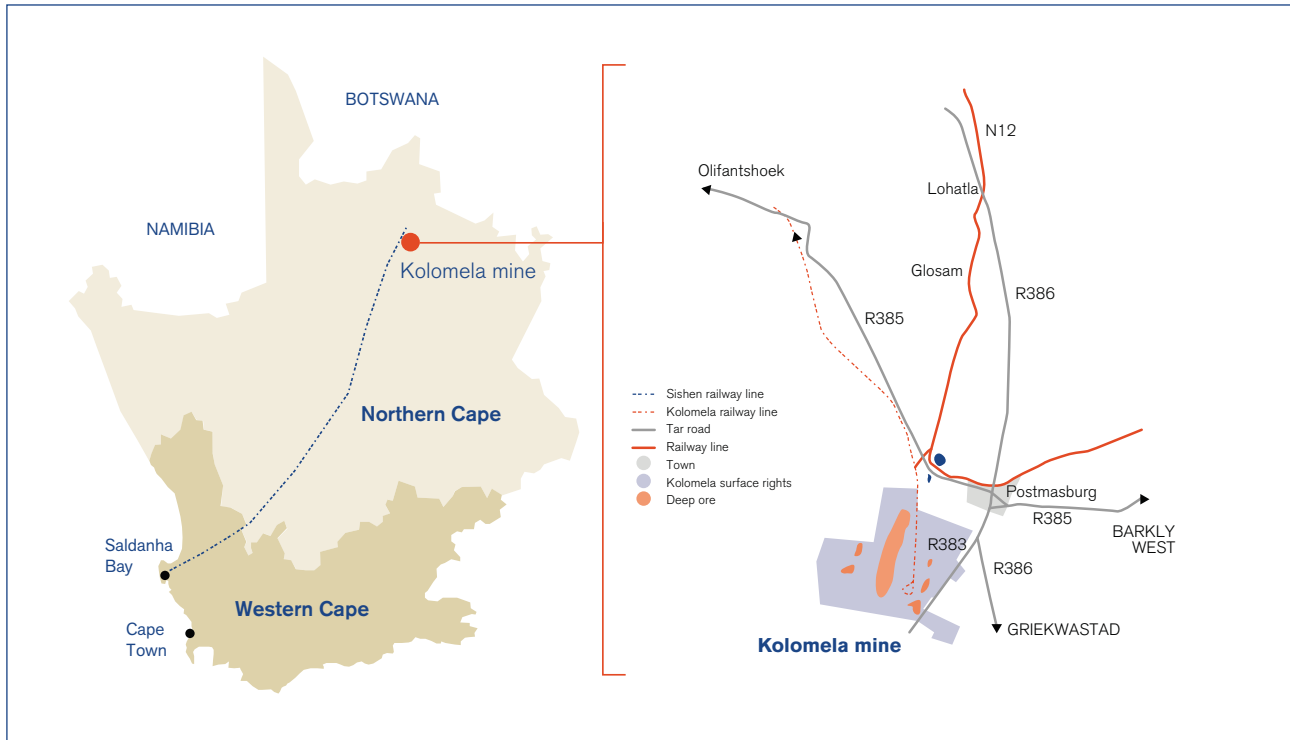 BOTSWANA
NAMIBIA
Kolomela mine
Northern Cape
Saldanha
Bay
Western Cape
Cape
Town
N12
Olifantshoek
Lohatla
Glosam
R386
R385
Sishen railway line
Kolomela railway line
Tar road
Railway line
Town
Kolomela surface rights
Deep ore
Postmasburg
R385
BARKLY
WEST
R383
R386
GRIEKWASTAD
Kolomela mine